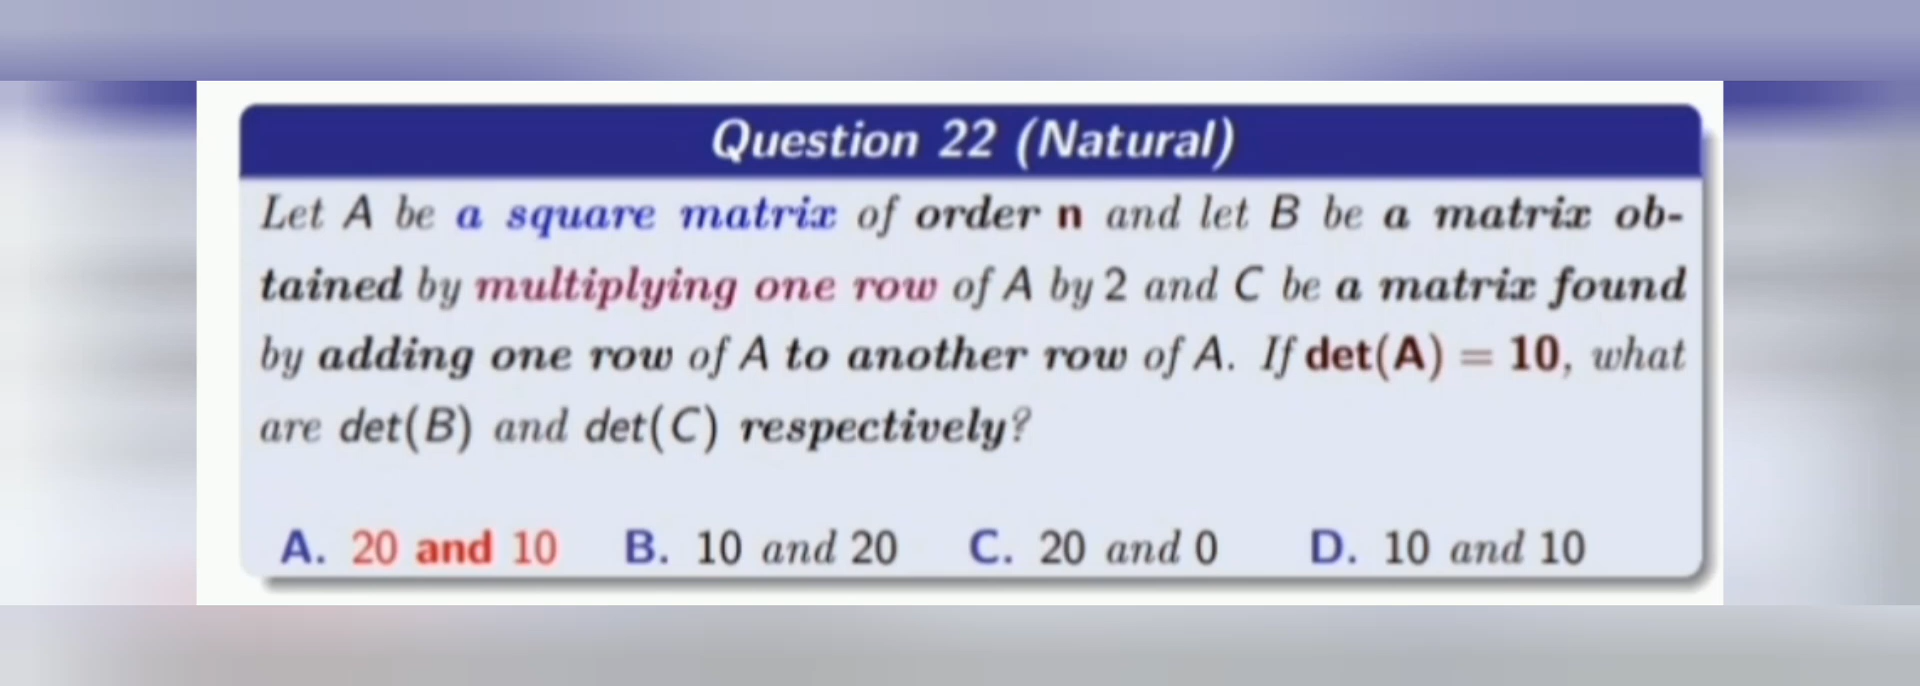 Question 22 (Natural)
Let A be a square matrix of order n and let B be a matrix ob-
tained by multiplying one row of A by 2 and C be a matrix found
by adding one row of A to another row of A. If det(A) = 10, what
are det(B) and det(C) respectively?
A. 20 and 10 B. 10 and 20 C. 20 and 0 D. 10 and 10